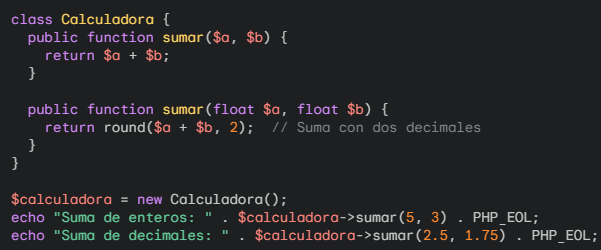 class Calculadora {
  public function sumar($a, $b) {
    return $a + $b;
  }

  public function sumar(float $a, float $b) {
    return round($a + $b, 2);  // Suma con dos decimales
  }
}

$calculadora = new Calculadora();
echo "Suma de enteros: " . $calculadora->sumar(5, 3) . PHP_EOL;
echo "Suma de decimales: " . $calculadora->sumar(2.5, 1.75) . PHP_EOL;